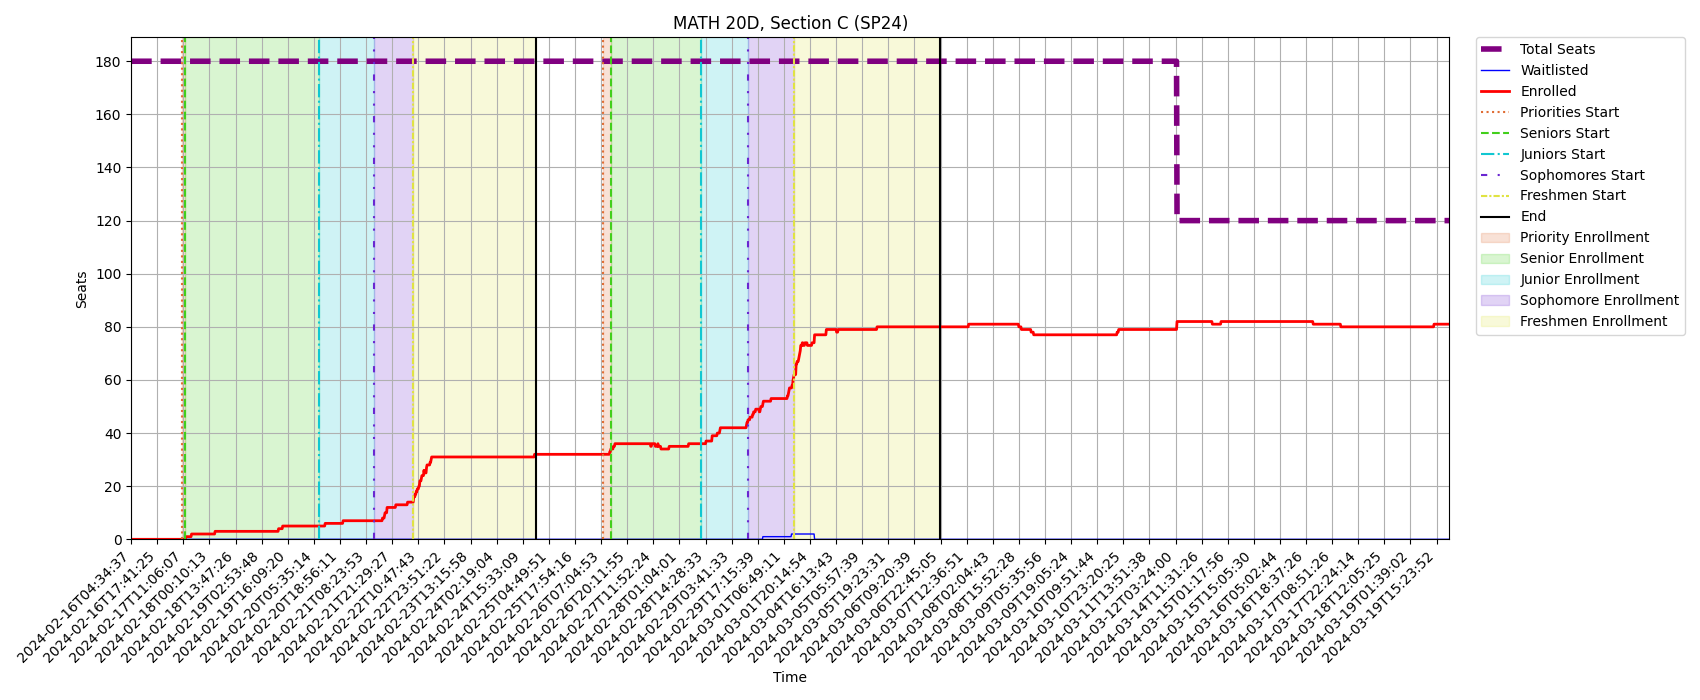 MATH 20D, Section C (SP24)
Seats
180
160
140
120
100
80
60
40
20
0
2024-02-16T04:34:37
2024-02-16T17:41:25
2024-02-17T11:06:07
2024-02-18T00:10:13
2024-02-18T13:47:26
2024-02-19T02:53:48
2024-02-19T16:09:20
2024-02-20T05:35:14
2024-02-20T18:56:11
2024-02-21T08:23:53
2024-02-21T21:29:27
2024-02-22T10:47:43
2024-02-22T23:51:22
2024-02-23T13:15:58
2024-02-24T02:19:04
2024-02-24T15:33:09
2024-02-25T04:49:51
2024-02-25T17:54:16
2024-02-26T07:04:53
2024-02-26T20:11:55
2024-02-27T11:52:24
2024-02-28T01:04:01
2024-02-28T14:28:33
2024-02-29T03:41:33
2024-02-29T17:15:39
2024-03-01T06:49:11
2024-03-01T20:14:54
2024-03-04T16:13:43
2024-03-05T05:57:39
2024-03-05T19:23:31
2024-03-06T09:20:39
2024-03-06T22:45:05
2024-03-07T12:36:51
2024-03-08T02:04:43
2024-03-08T15:52:28
2024-03-09T05:35:56
2024-03-09T19:05:24
2024-03-10T09:51:44
2024-03-10T23:20:25
2024-03-11T13:51:38
2024-03-12T03:24:00
2024-03-14T11:31:26
2024-03-15T01:17:56
2024-03-15T15:05:30
2024-03-16T05:02:44
2024-03-16T18:37:26
2024-03-17T08:51:26
2024-03-17T22:24:14
2024-03-18T12:05:25
2024-03-19T01:39:02
2024-03-19T15:23:52
Time
Total Seats
Waitlisted
Enrolled
Priorities Start
Seniors Start
Juniors Start
Sophomores Start
Freshmen Start
End
Priority Enrollment
Senior Enrollment
Junior Enrollment
Sophomore Enrollment
Freshmen Enrollment